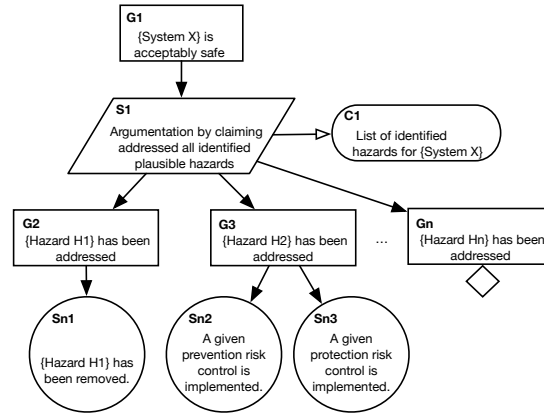 G1
{System X} is
acceptably safe
S1
Argumentation by claiming
addressed all identified
plausible hazards
C1
List of identified
hazards for {System X}
G2
{Hazard H1} has been
addressed
G3
{Hazard H2} has been
addressed
...
Gn
{Hazard Hn} has been
addressed
Sn1
{Hazard H1} has
been removed.
Sn2
A given
prevention risk
control is
implemented.
Sn3
A given
protection risk
control is
implemented.